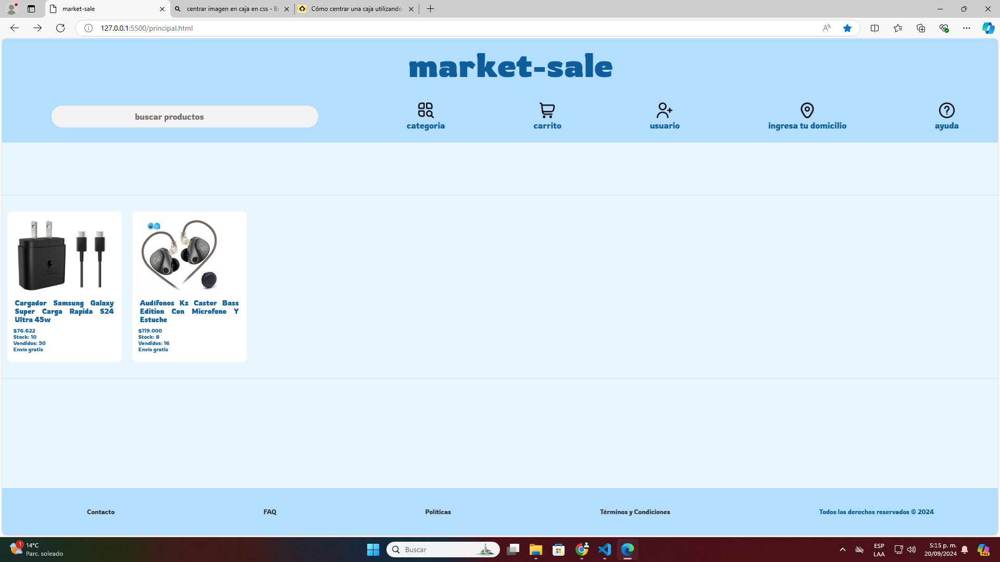 market-sale
centrar imagen en caja en css - Bu
Cómo centrar una caja utilizando
127.0.0.1:5500/principal.html
market-sale
buscar productos
categoria
carrito
usuario
ingresa tu domicilio
ayuda
Cargador Samsung Galaxy
Super Carga Rapida S24
Ultra 45w
$76.622
Stock: 10
Vendidos: 50
Envío gratis
Audífonos Kz Castor Bass
Edition Con Microfono Y
Estuche
$119.000
Stock: 8
Vendidos: 16
Envío gratis
Contacto
FAQ
Políticas
Términos y Condiciones
Todos los derechos reservados © 2024
1
14°C
Parc. soleado
Buscar
ESP
LAA
5:15 p. m.
20/09/2024
PRE